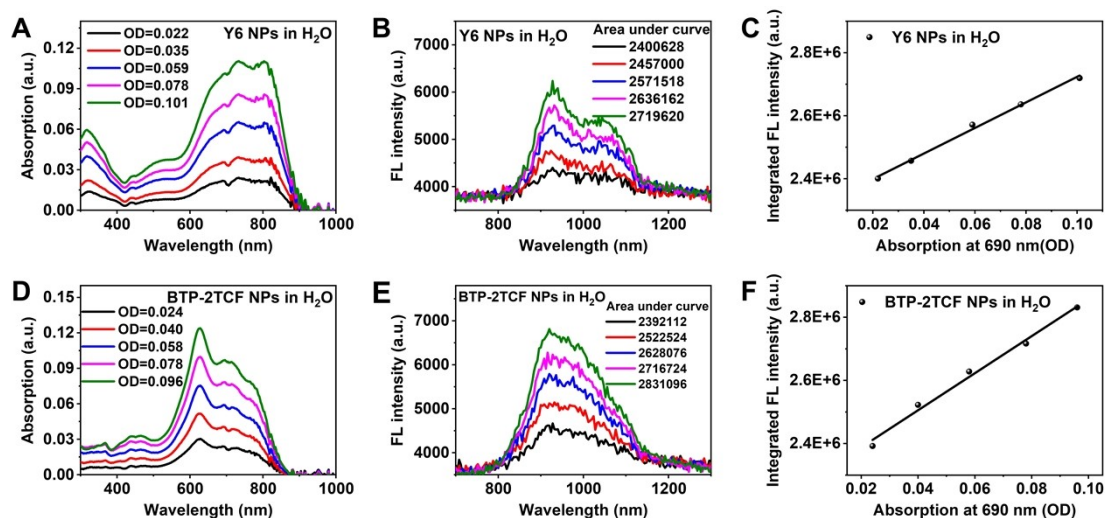 A
OD=0.022
OD=0.035
OD=0.059
OD=0.078
OD=0.101
Y6 NPs in H₂O
0.12
0.09
0.06
0.03
0.00
Absorption (a.u.)
400 600 800 1000
Wavelength (nm)
B
Y6 NPs in H₂O
Area under curve
2400628
2457000
2571518
2636162
2719620
7000
6000
5000
4000
FL intensity (a.u.)
800 1000 1200
Wavelength (nm)
C
Y6 NPs in H₂O
2.8E+6
2.6E+6
2.4E+6
Integrated FL intensity (a.u.)
0.02 0.04 0.06 0.08 0.10
Absorption at 690 nm(OD)
D
BTP-2TCF NPs in H₂O
OD=0.024
OD=0.040
OD=0.058
OD=0.078
OD=0.096
0.15
0.12
0.09
0.06
0.03
0.00
Absorption (a.u.)
400 600 800 1000
Wavelength (nm)
E
BTP-2TCF NPs in H₂O
Area under curve
2392112
2522524
2628076
2716724
2831096
7000
6000
5000
4000
FL intensity (a.u.)
800 1000 1200
Wavelength (nm)
F
BTP-2TCF NPs in H₂O
2.8E+6
2.6E+6
2.4E+6
Integrated FL intensity (a.u.)
0.02 0.04 0.06 0.08 0.10
Absorption at 690 nm (OD)